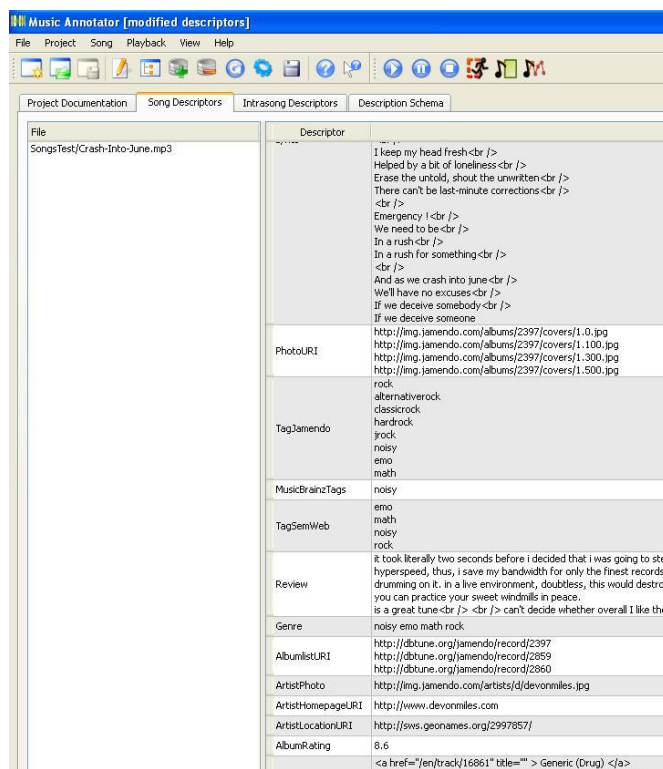 Music Annotator [modified descriptors]
File Project Song Playback View Help
Project Documentation Song Descriptors Intrasong Descriptors Description Schema
File
Descriptor
SongsTest/Crash-Into-June.mp3
I keep my head fresh<br />
Helped by a bit of loneliness<br />
Erase the untold, shout the unwritten<br />
There can't be last-minute corrections<br />
<br />
Emergency !<br />
We need to be<br />
In a rush<br />
In a rush for something<br />
<br />
And as we crash into june<br />
We'll have no excuses<br />
If we deceive somebody<br />
If we deceive someone
PhotoURI
http://img.jamendo.com/albums/2397/covers/1.0.jpg
http://img.jamendo.com/albums/2397/covers/1.100.jpg
http://img.jamendo.com/albums/2397/covers/1.300.jpg
http://img.jamendo.com/albums/2397/covers/1.500.jpg
TagJamendo
rock
alternativerock
classicrock
hardrock
jrock
noisy
emo
math
MusicBrainzTags
noisy
TagSemWeb
emo
math
noisy
rock
Review
it took literally two seconds before i decided that i was going to ste
hyperspeed, thus, i save my bandwidth for only the finest records
drumming on it. in a live environment, doubtless, this would destro
you can practice your sweet windmills in peace.
is a great tune<br /> <br /> can't decide whether overall I like the
Genre
noisy emo math rock
AlbumlistURI
http://dbtune.org/jamendo/record/2397
http://dbtune.org/jamendo/record/2859
http://dbtune.org/jamendo/record/2860
ArtistPhoto
http://img.jamendo.com/artists/d/devonmiles.jpg
ArtistHomepageURI
http://www.devonmiles.com
ArtistLocationURI
http://sws.geonames.org/2997857/
AlbumRating
8.6
<a href="/en/track/16861" title="" > Generic (Drug) </a>